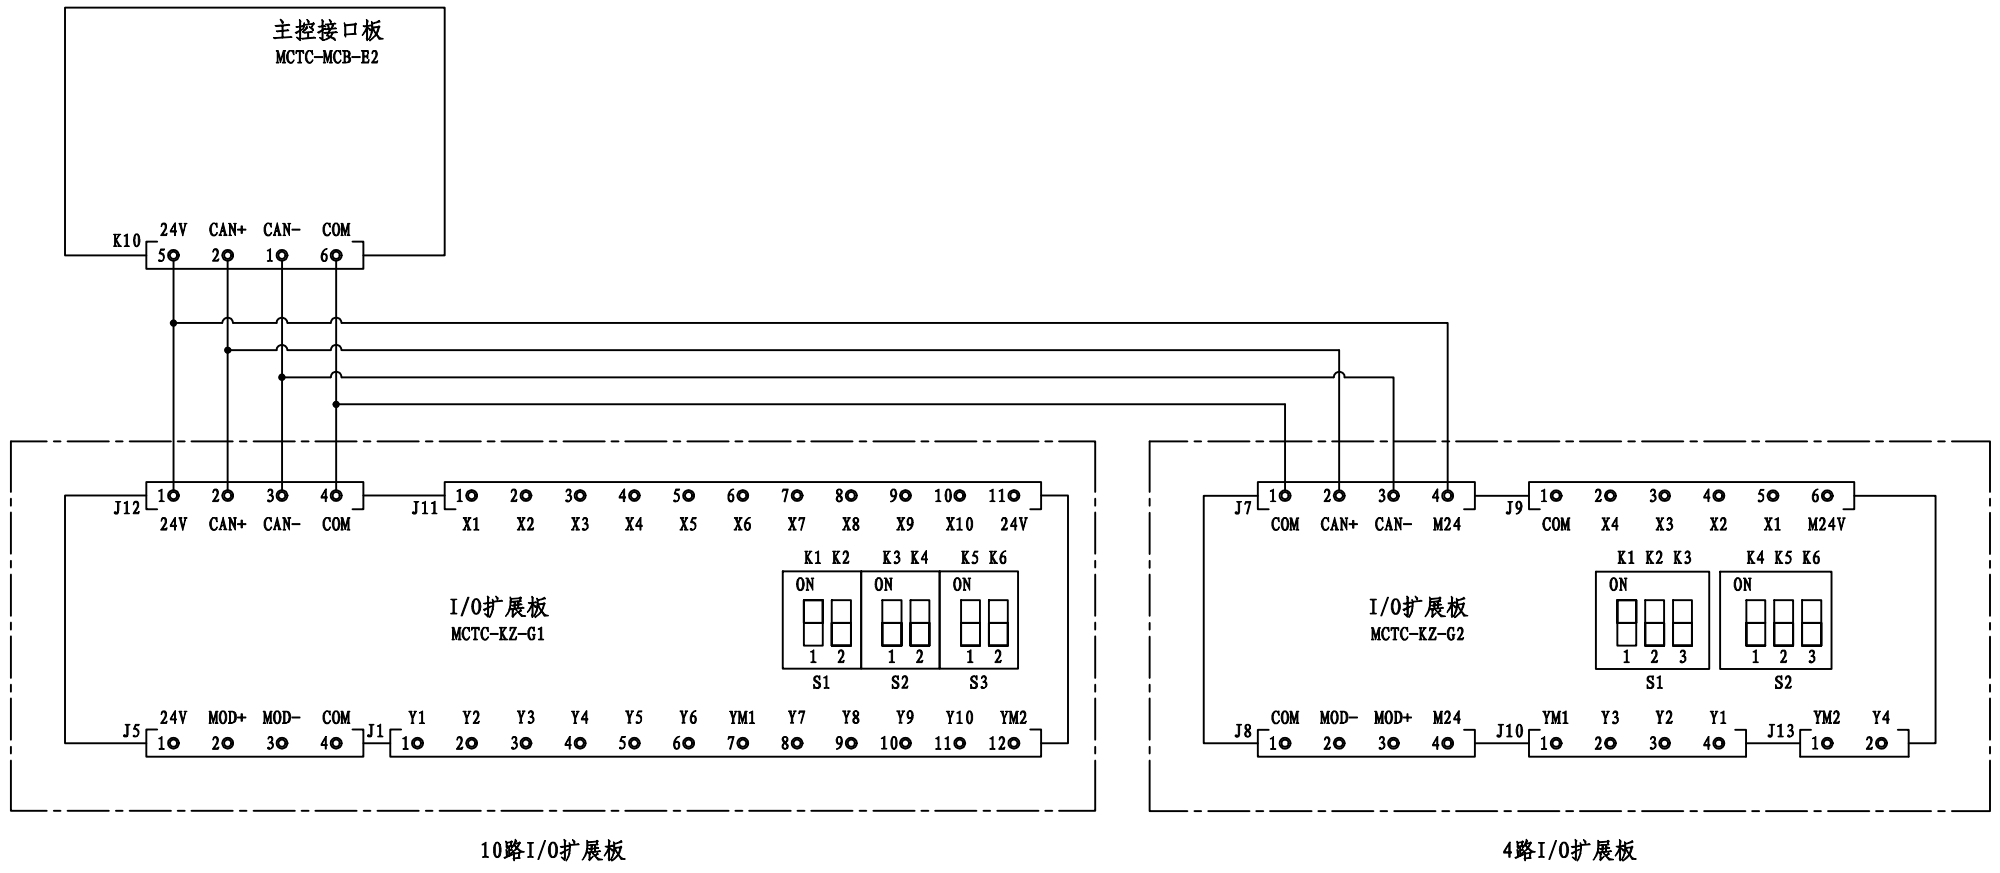 主控接口板
MCTC-MCB-E2
24V CAN+ CAN- COM
K10 5 2 1 6
1 2 3 4
J12
24V CAN+ CAN- COM
1 2 3 4 5 6 7 8 9 10 11
J11
X1 X2 X3 X4 X5 X6 X7 X8 X9 X10 24V
K1 K2 K3 K4 K5 K6
ON ON ON
I/O扩展板
MCTC-KZ-G1
1 2 1 2 1 2
S1 S2 S3
24V MOD+ MOD- COM
J5 1 2 3 4
Y1 Y2 Y3 Y4 Y5 Y6 YM1 Y7 Y8 Y9 Y10 YM2
J1 1 2 3 4 5 6 7 8 9 10 11 12
10路I/O扩展板
1 2 3 4
J7
COM CAN+ CAN- M24
1 2 3 4 5 6
J9
COM X4 X3 X2 X1 M24V
K1 K2 K3 K4 K5 K6
ON ON
I/O扩展板
MCTC-KZ-G2
1 2 3 1 2 3
S1 S2
COM MOD- MOD+ M24
J8 1 2 3 4
YM1 Y3 Y2 Y1
J10 1 2 3 4
YM2 Y4
J13 1 2
4路I/O扩展板